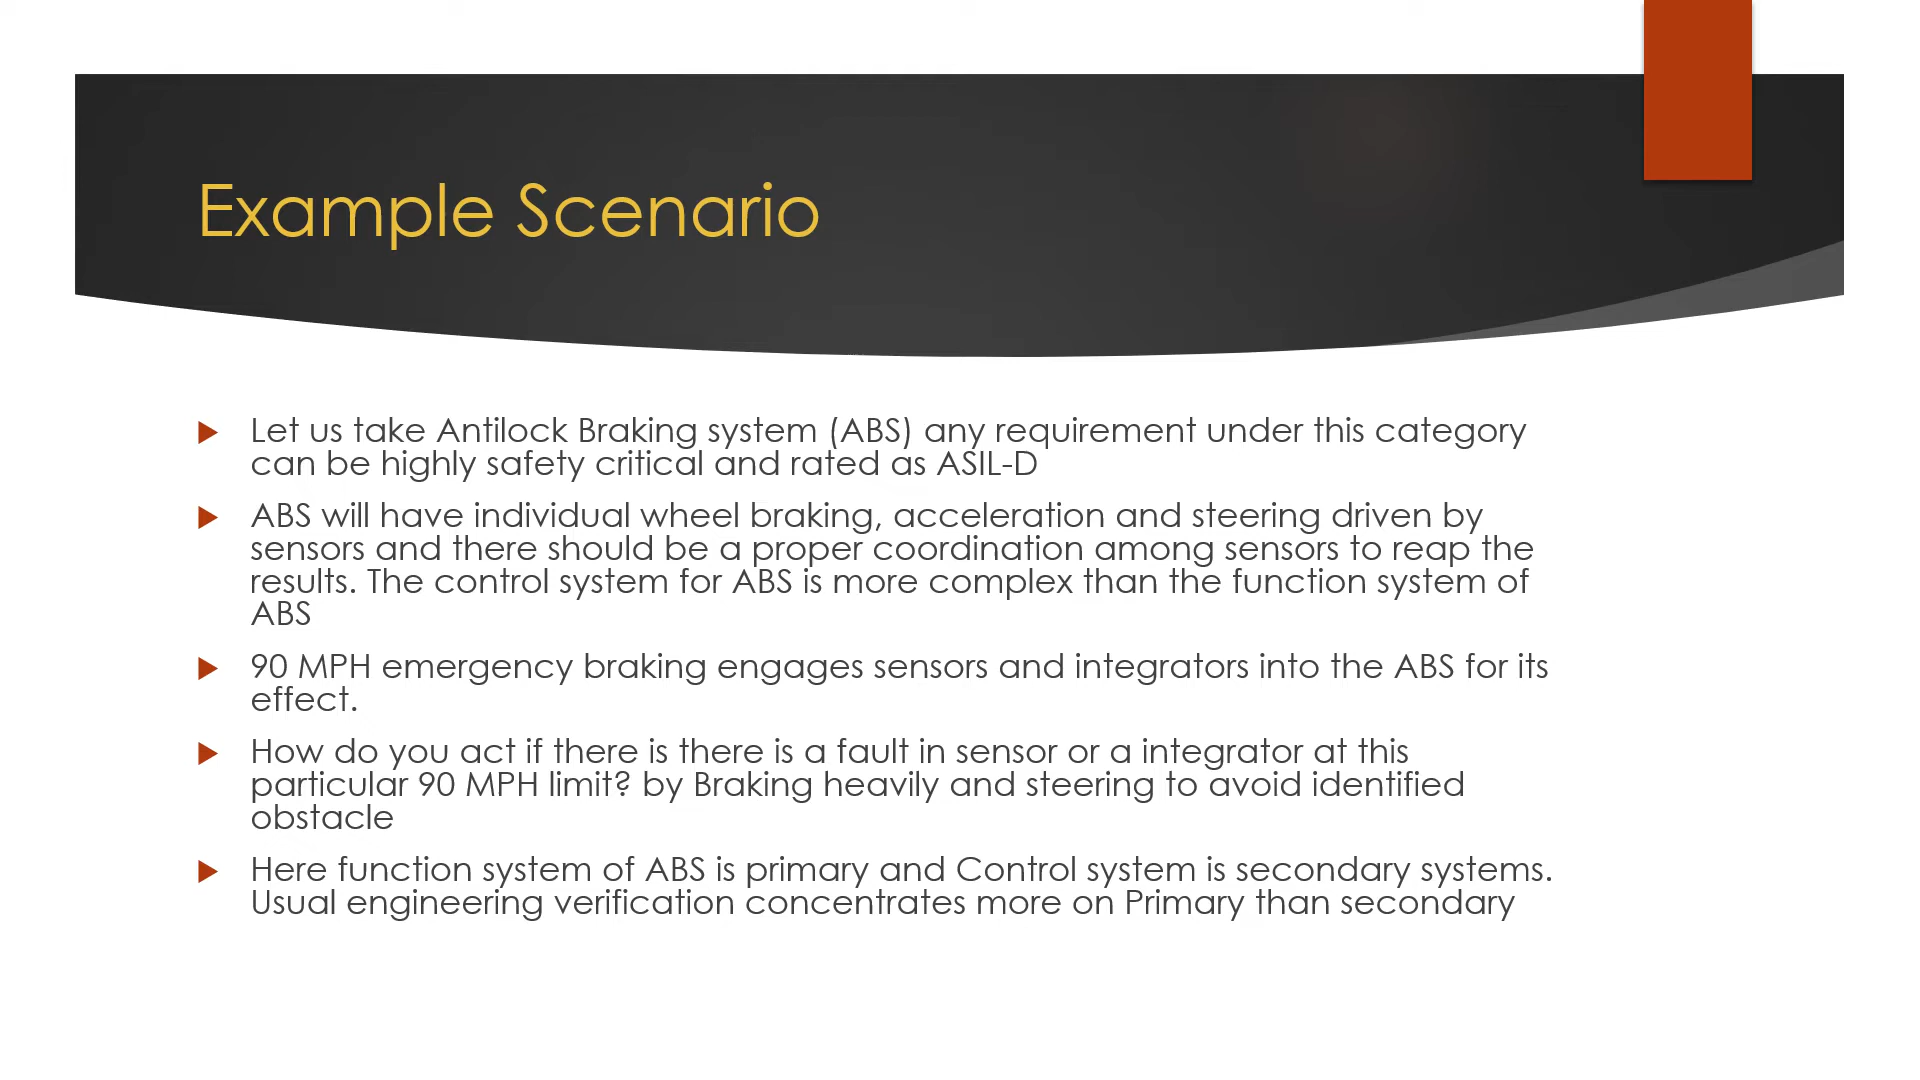 Example Scenario
Let us take Antilock Braking system (ABS) any requirement under this category
can be highly safety critical and rated as ASIL-D
ABS will have individual wheel braking, acceleration and steering driven by
sensors and there should be a proper coordination among sensors to reap the
results. The control system for ABS is more complex than the function system of
ABS
90 MPH emergency braking engages sensors and integrators into the ABS for its
effect.
How do you act if there is there is a fault in sensor or a integrator at this
particular 90 MPH limit? by Braking heavily and steering to avoid identified
obstacle
Here function system of ABS is primary and Control system is secondary systems.
Usual engineering verification concentrates more on Primary than secondary